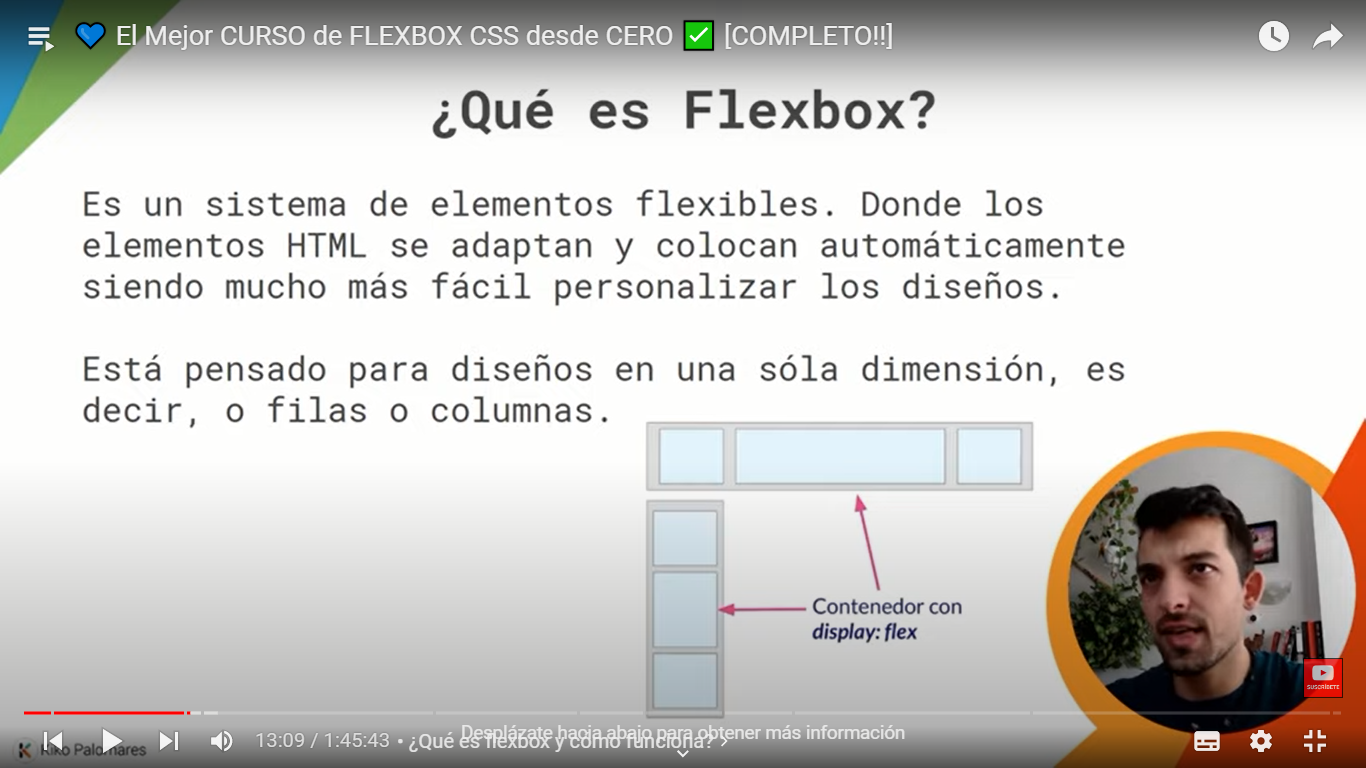 💙 El Mejor CURSO de FLEXBOX CSS desde CERO ✅ [COMPLETO!!]
¿Qué es Flexbox?
Es un sistema de elementos flexibles. Donde los
elementos HTML se adaptan y colocan automáticamente
siendo mucho más fácil personalizar los diseños.
Está pensado para diseños en una sóla dimensión, es
decir, o filas o columnas.
Contenedor con
display: flex
SUSCRÍBETE
Desplázate hacia abajo para obtener más información
Kiko Palomares
13:09 / 1:45:43 • ¿Qué es flexbox y cómo funciona? >